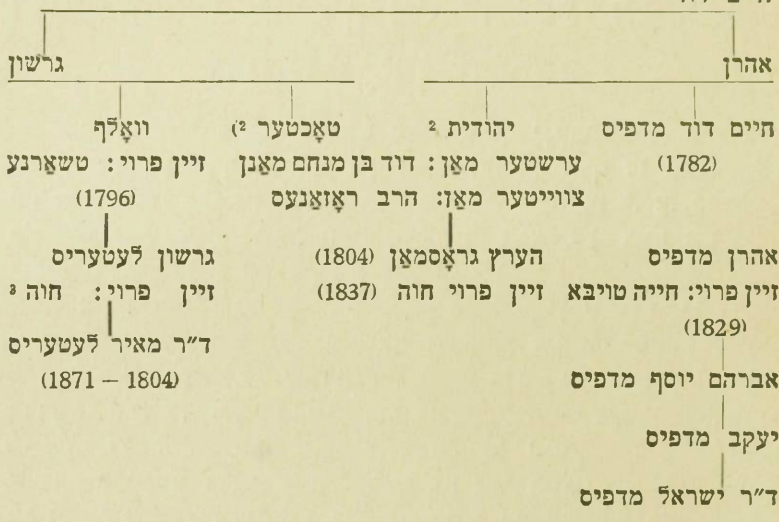 אהרן גרשון
חיים דוד מדפיס יהודית ² טאָכטער ²) וואָלף
(1782) ערשטער מאַן: דוד בן מנחם מאַנן זיין פרוי: טשאַרנע
צווייטער מאַן: הרב ראָזאַנעס (1796)
אהרן מדפיס הערץ גראָסמאַן (1804) גרשון לעטעריס
זיין פרוי: חייה טויבא זיין פרוי חוה (1837) זיין פרוי: חוה ³
(1829) ד״ר מאיר לעטעריס
אברהם יוסף מדפיס (1804 – 1871)
יעקב מדפיס
ד״ר ישראל מדפיס